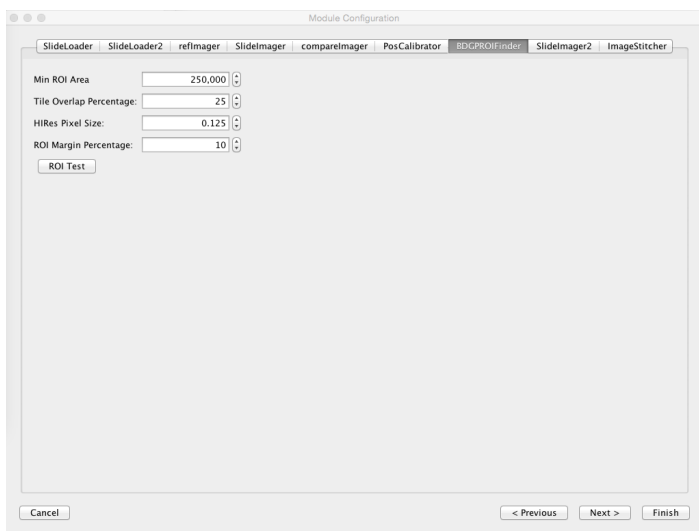 Module Configuration
SlideLoader SlideLoader2 refImager SlideImager compareImager PosCalibrator BDGPROIFinder SlideImager2 ImageStitcher
Min ROI Area 250,000
Tile Overlap Percentage: 25
HIRes Pixel Size: 0.125
ROI Margin Percentage: 10
ROI Test
Cancel < Previous Next > Finish